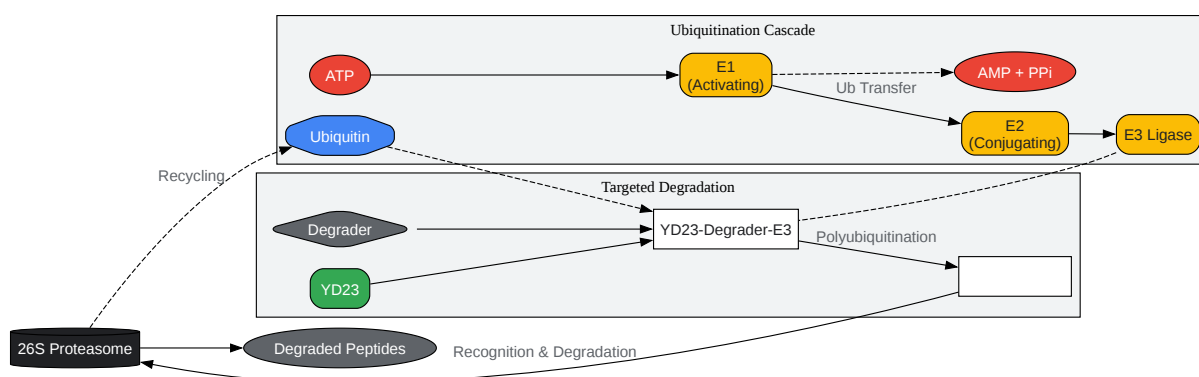 Ubiquitination Cascade
ATP
E1
(Activating)
AMP + PPi
Ub Transfer
Ubiquitin
E2
(Conjugating)
E3 Ligase
Recycling
Targeted Degradation
Degrader
YD23-Degrader-E3
Polyubiquitination
YD23
26S Proteasome
Degraded Peptides
Recognition & Degradation